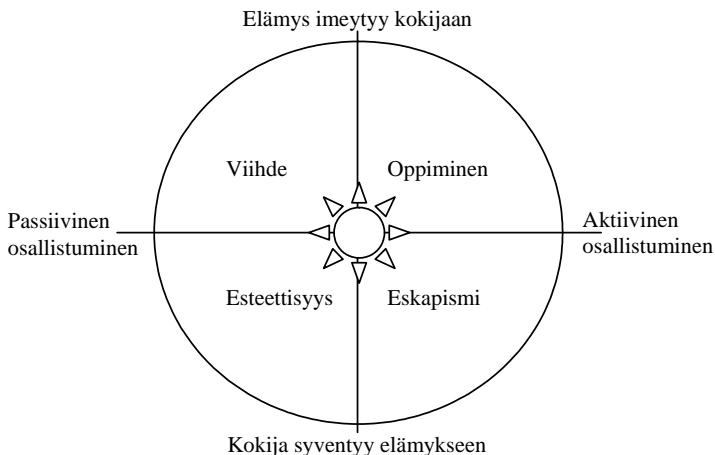 Elämys imeytyy kokijaan
Viihde
Oppiminen
Passiivinen
osallistuminen
Aktiivinen
osallistuminen
Esteettisyys
Eskapismi
Kokija syventyy elämykseen